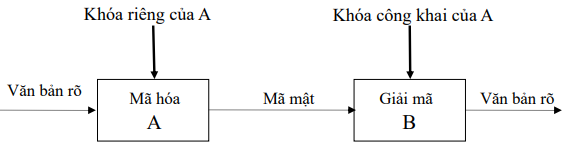 Khóa riêng của A
Khóa công khai của A
Văn bản rõ
Mã hóa
A
Mã mật
Giải mã
B
Văn bản rõ